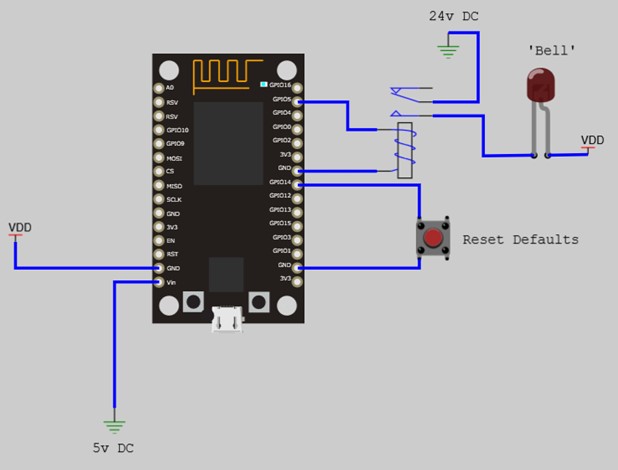 24v DC
'Bell'
VDD
A0
RSV
RSV
GPIO10
GPIO9
MOSI
CS
MISO
SCLK
GND
3V3
EN
RST
GND
Vin
GPIO16
GPIO5
GPIO4
GPIO0
GPIO2
3V3
GND
GPIO14
GPIO12
GPIO13
GPIO15
GPIO3
GPIO1
GND
3V3
Reset Defaults
VDD
5v DC